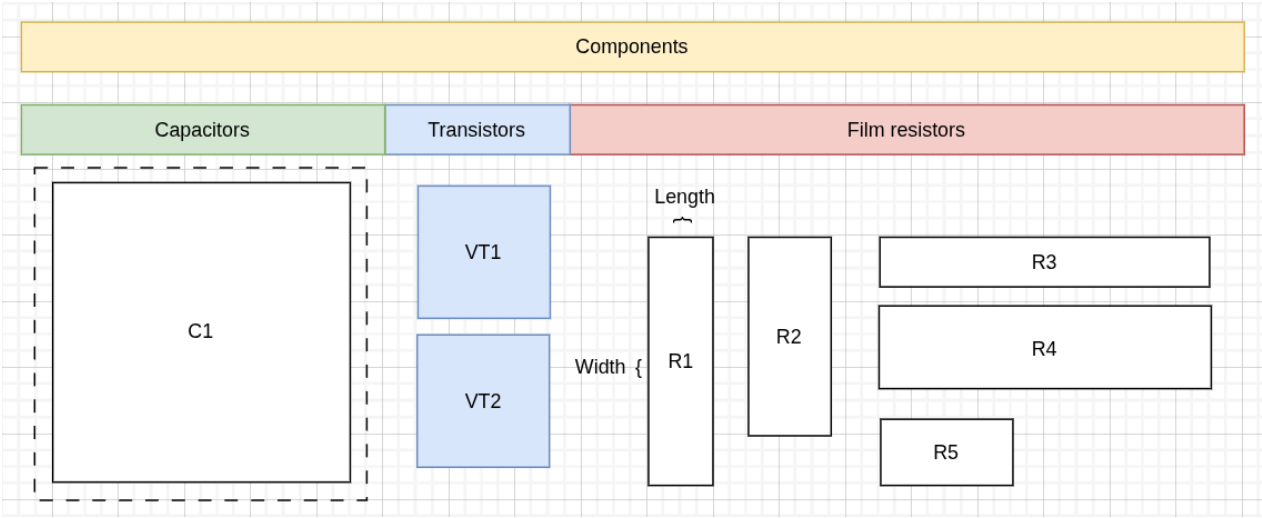 Components
Capacitors
Transistors
Film resistors
Length
C1
VT1
VT2
Width {
R1
R2
R3
R4
R5